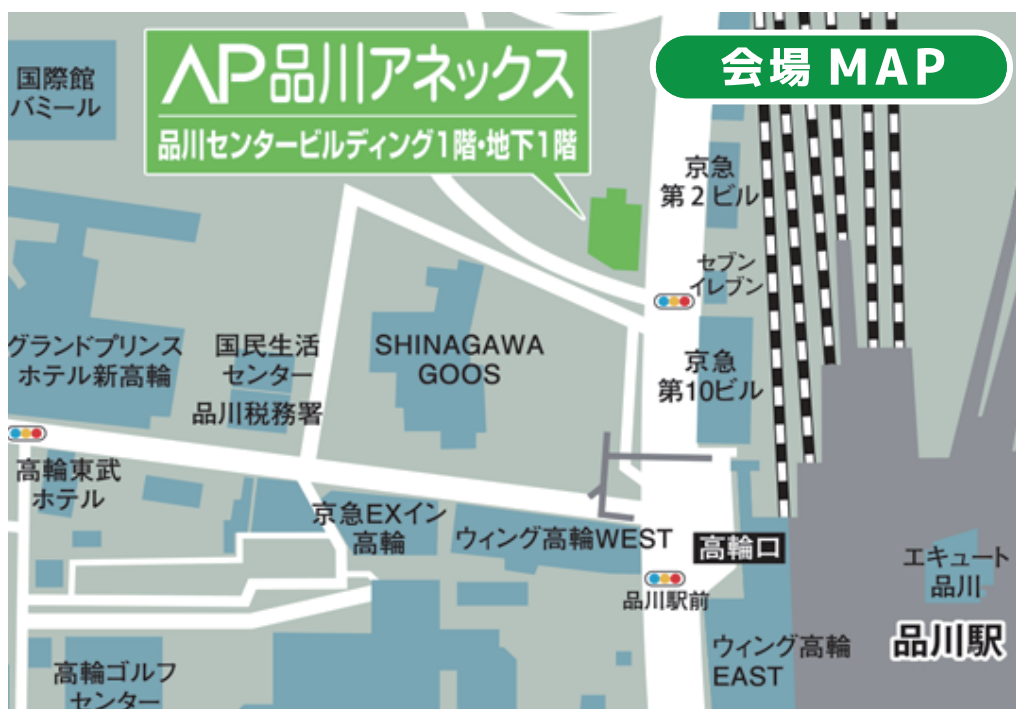 会場 MAP
AP品川アネックス
品川センタービルディング1階・地下1階
国際館
バミール
京急
第2ビル
セブン
イレブン
グランドプリンス
ホテル新高輪
国民生活
センター
品川税務署
SHINAGAWA
GOOS
京急
第10ビル
高輪東武
ホテル
京急EXイン
高輪
ウィング高輪WEST
高輪口
エキュート
品川
品川駅前
品川駅
ウィング高輪
EAST
高輪ゴルフ
センター